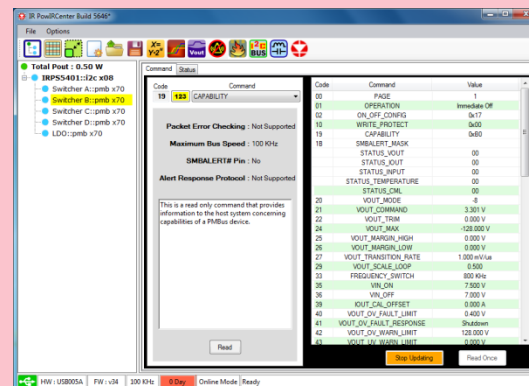 IR PowIRCenter Build 5646*
File Options
Vout
I2C BUS
Total Pout : 0.50 W
IRPS5401::i2c x08
Switcher A::pmb x70
Switcher B::pmb x70
Switcher C::pmb x70
Switcher D::pmb x70
LDO::pmb x70
Command Status
Code Command
19 123 CAPABILITY
Packet Error Checking : Not Supported
Maximum Bus Speed : 100 KHz
SMBALERT# Pin : No
Alert Response Protocol : Not Supported
This is a read only command that provides
information to the host system concerning
capabilities of a PMBus device.
Read
Code Command Value
00 PAGE 1
01 OPERATION Immediate Off
02 ON_OFF_CONFIG 0x17
10 WRITE_PROTECT 0x00
19 CAPABILITY 0xB0
1B SMBALERT_MASK
STATUS_VOUT 00
STATUS_IOUT 00
STATUS_INPUT 00
STATUS_TEMPERATURE 00
STATUS_CML 00
20 VOUT_MODE -8
21 VOUT_COMMAND 3.301 V
22 VOUT_TRIM 0.000 V
24 VOUT_MAX -128.000 V
25 VOUT_MARGIN_HIGH 0.000 V
26 VOUT_MARGIN_LOW 0.000 V
27 VOUT_TRANSITION_RATE 1.000 mV/us
29 VOUT_SCALE_LOOP 0.500
33 FREQUENCY_SWITCH 800 KHz
35 VIN_ON 7.500 V
36 VIN_OFF 7.000 V
39 IOUT_CAL_OFFSET 0.000 A
40 VOUT_OV_FAULT_LIMIT 0.400 V
41 VOUT_OV_FAULT_RESPONSE Shutdown
42 VOUT_OV_WARN_LIMIT 128.000 V
43 VOUT_UV_WARN_LIMIT 0.000 V
Stop Updating Read Once
HW : USB005A FW : v34 100 KHz 0 Day Online Mode Ready